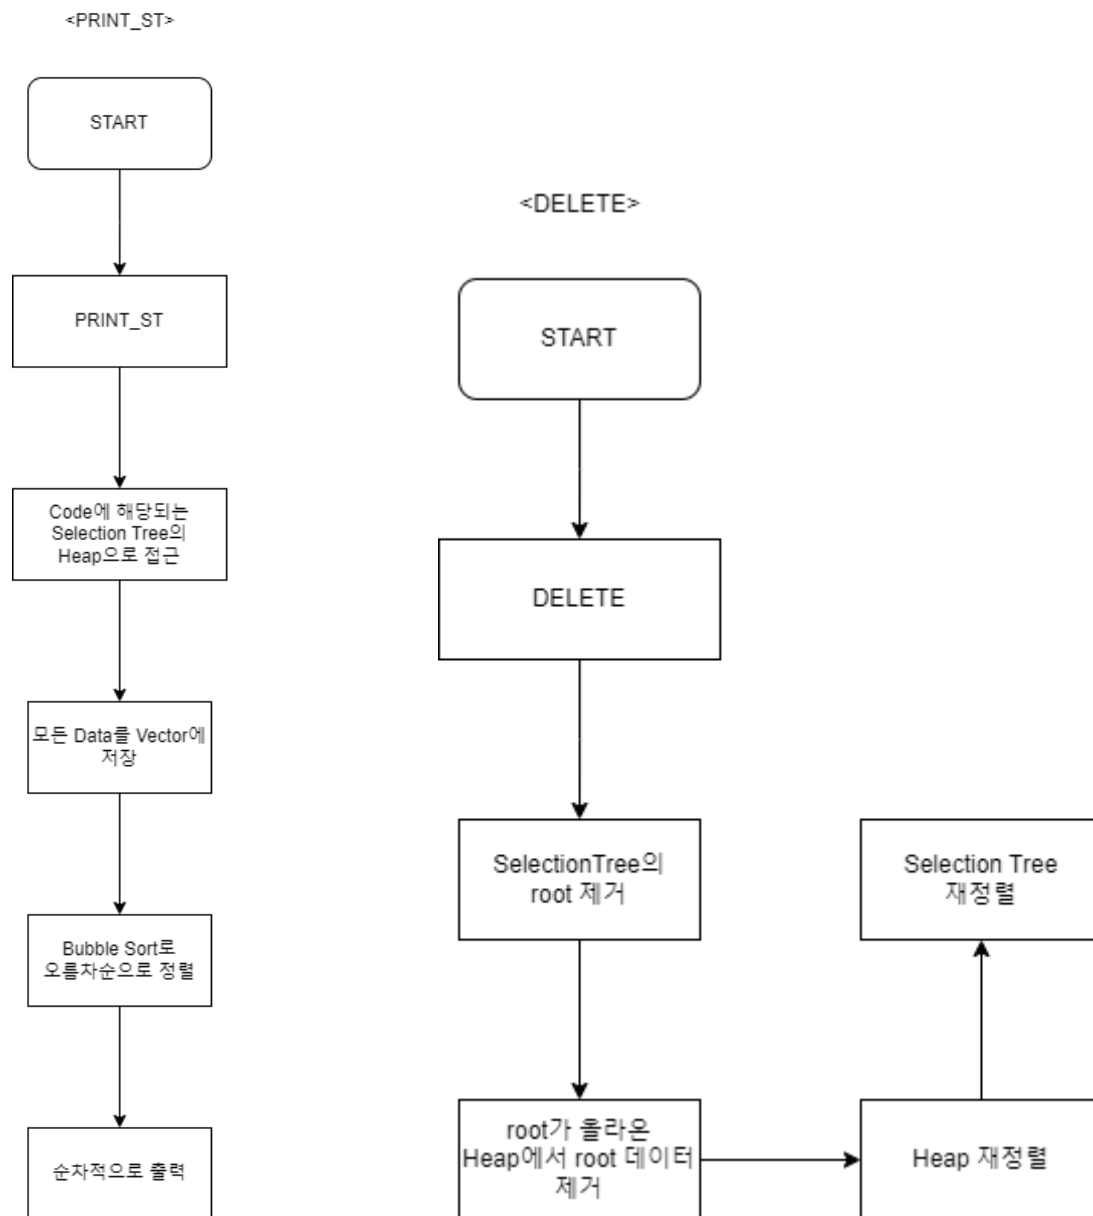 <PRINT_ST>
START
PRINT_ST
Code에 해당되는
Selection Tree의
Heap으로 접근
모든 Data를 Vector에
저장
Bubble Sort로
오름차순으로 정렬
순차적으로 출력
<DELETE>
START
DELETE
SelectionTree의
root 제거
root가 올라온
Heap에서 root 데이터
제거
Heap 재정렬
Selection Tree
재정렬